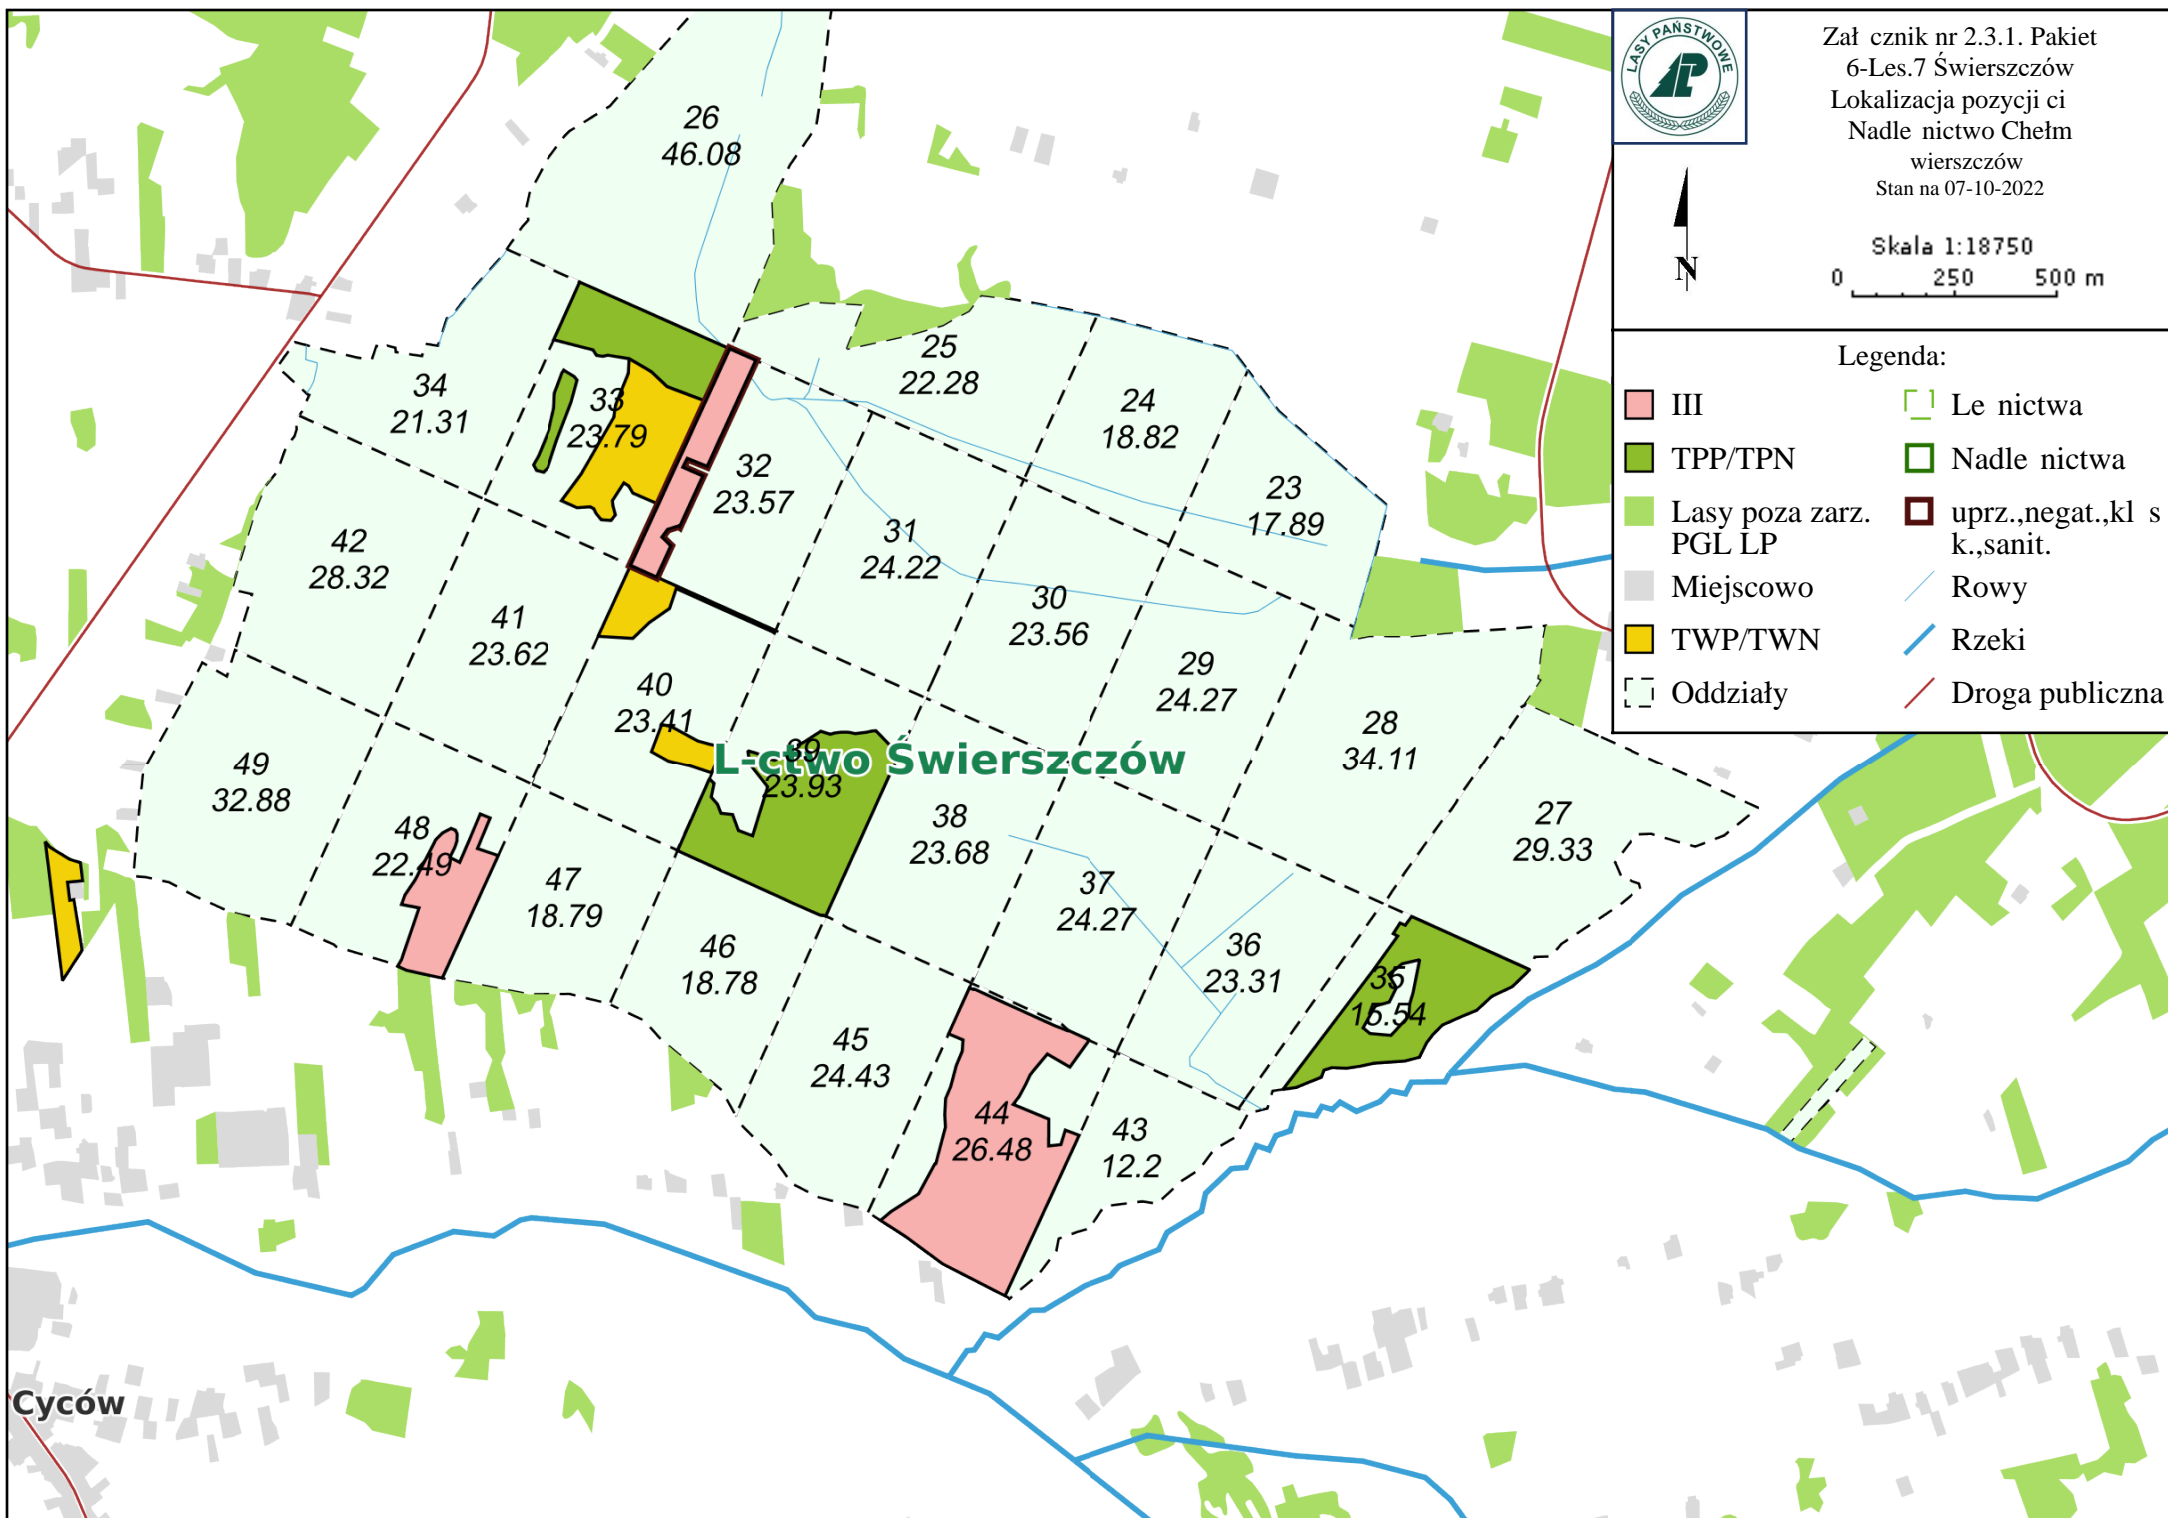 LASY PAŃSTWOWE
Zał cznik nr 2.3.1. Pakiet
6-Les.7 Świerszczów
Lokalizacja pozycji ci
Nadle nictwo Chełm
wierszczów
Stan na 07-10-2022
N
Skala 1:18750
0 250 500 m
Legenda:
III
Le nictwa
TPP/TPN
Nadle nictwa
Lasy poza zarz.
PGL LP
uprz.,negat.,kl s
k.,sanit.
Miejscowo
Rowy
TWP/TWN
Rzeki
Oddziały
Droga publiczna
26
46.08
25
22.28
34
21.31
33
23.79
24
18.82
32
23.57
23
17.89
31
24.22
42
28.32
30
23.56
41
23.62
29
24.27
40
23.41
28
34.11
39
23.93
L-ctwo Świerszczów
49
32.88
27
29.33
38
23.68
48
22.49
47
18.79
37
24.27
46
18.78
36
23.31
35
15.54
45
24.43
44
26.48
43
12.2
Cyców